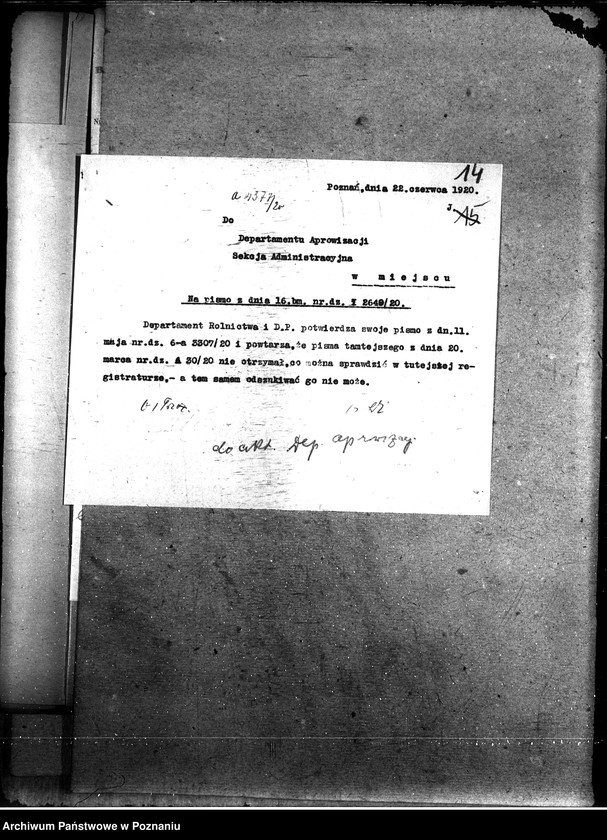 14
Poznań,dnia 22.czerwca 1920.
a 4377/20
J. 15
Do
Departamentu Aprowizacji
Sekcja Administracyjna
w miejscu
Na pismo z dnia 16.bm. nr.dz. I 2649/20.
Departament Rolnictwa i D.P. potwierdza swoje pismo z dn.11.
maja nr.dz. 6-a 3307/20 i powtarza,że pisma tamtejszego z dnia 20.
marca nr.dz. A 30/20 nie otrzymał,co można sprawdzić w tutejszej re-
gistraturze.- a tem samem odszukiwać go nie może.
do akt. Dep. aprowizacj.
Archiwum Państwowe w Poznaniu